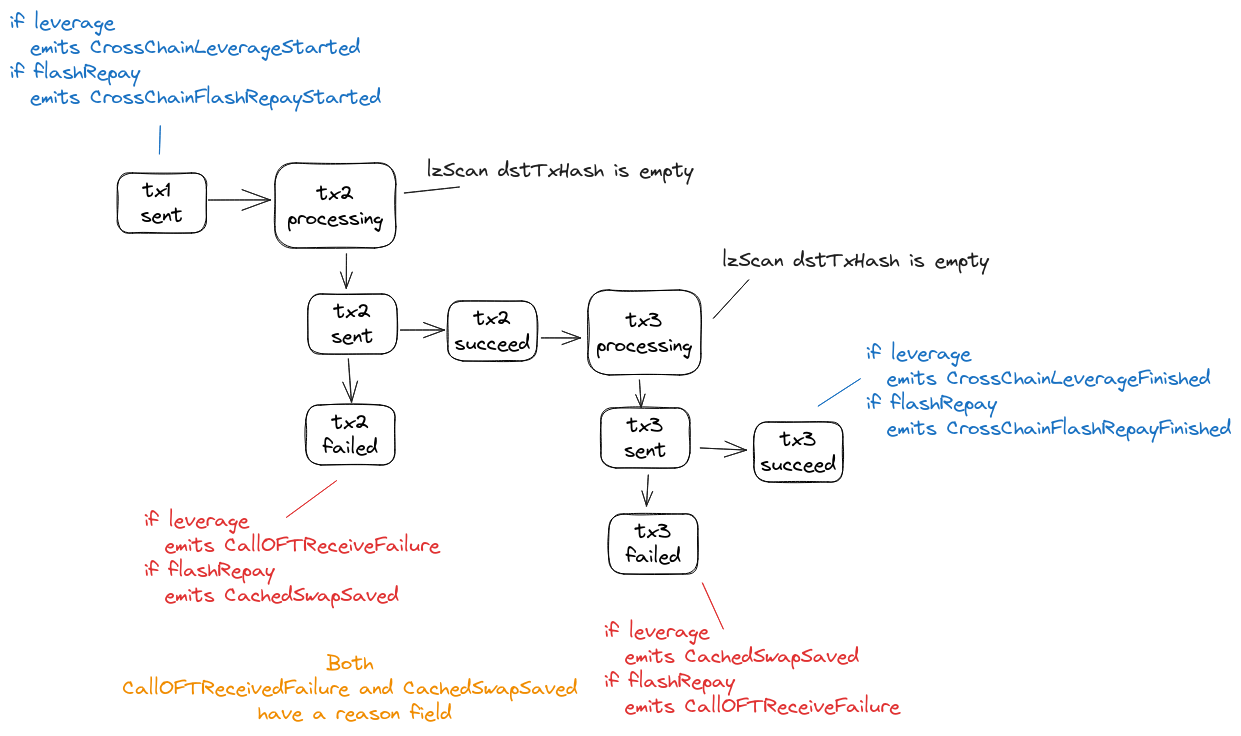 if leverage
emits CrossChainLeverageStarted
if flashRepay
emits CrossChainFlashRepayStarted
tx1
sent
tx2
processing
lzScan dstTxHash is empty
lzScan dstTxHash is empty
tx2
sent
tx2
succeed
tx3
processing
if leverage
emits CrossChainLeverageFinished
if flashRepay
emits CrossChainFlashRepayFinished
tx2
failed
tx3
sent
tx3
succeed
if leverage
emits CallOFTReceiveFailure
if flashRepay
emits CachedSwapSaved
tx3
failed
if leverage
emits CachedSwapSaved
if flashRepay
emits CallOFTReceiveFailure
Both
CallOFTReceivedFailure and CachedSwapSaved
have a reason field